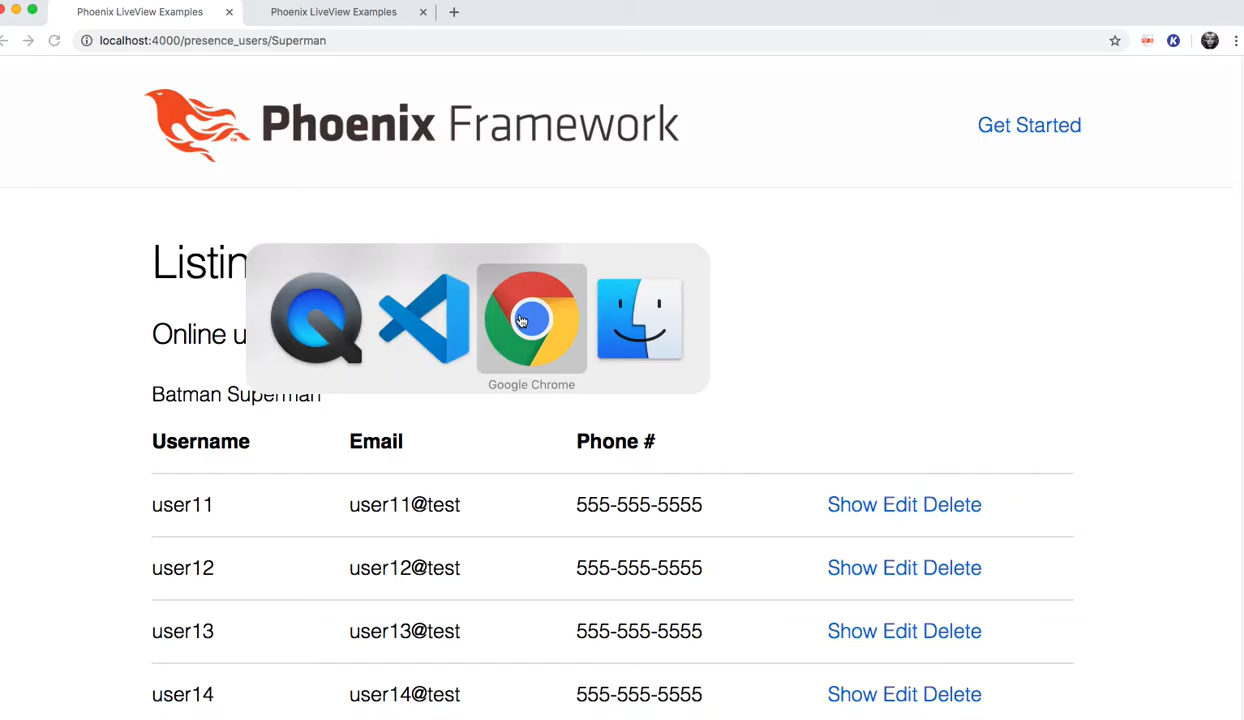 Phoenix LiveView Examples
Phoenix LiveView Examples
localhost:4000/presence_users/Superman
K
Phoenix Framework
Get Started
Listin
Online u
Google Chrome
Batman Superman
Username Email Phone #
user11 user11@test 555-555-5555 Show Edit Delete
user12 user12@test 555-555-5555 Show Edit Delete
user13 user13@test 555-555-5555 Show Edit Delete
user14 user14@test 555-555-5555 Show Edit Delete